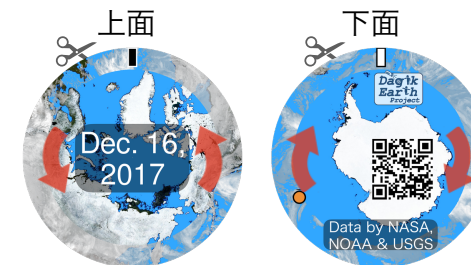 上面
下面
Dec. 16,
2017
Dagik
Earth
Project
Data by NASA,
NOAA & USGS